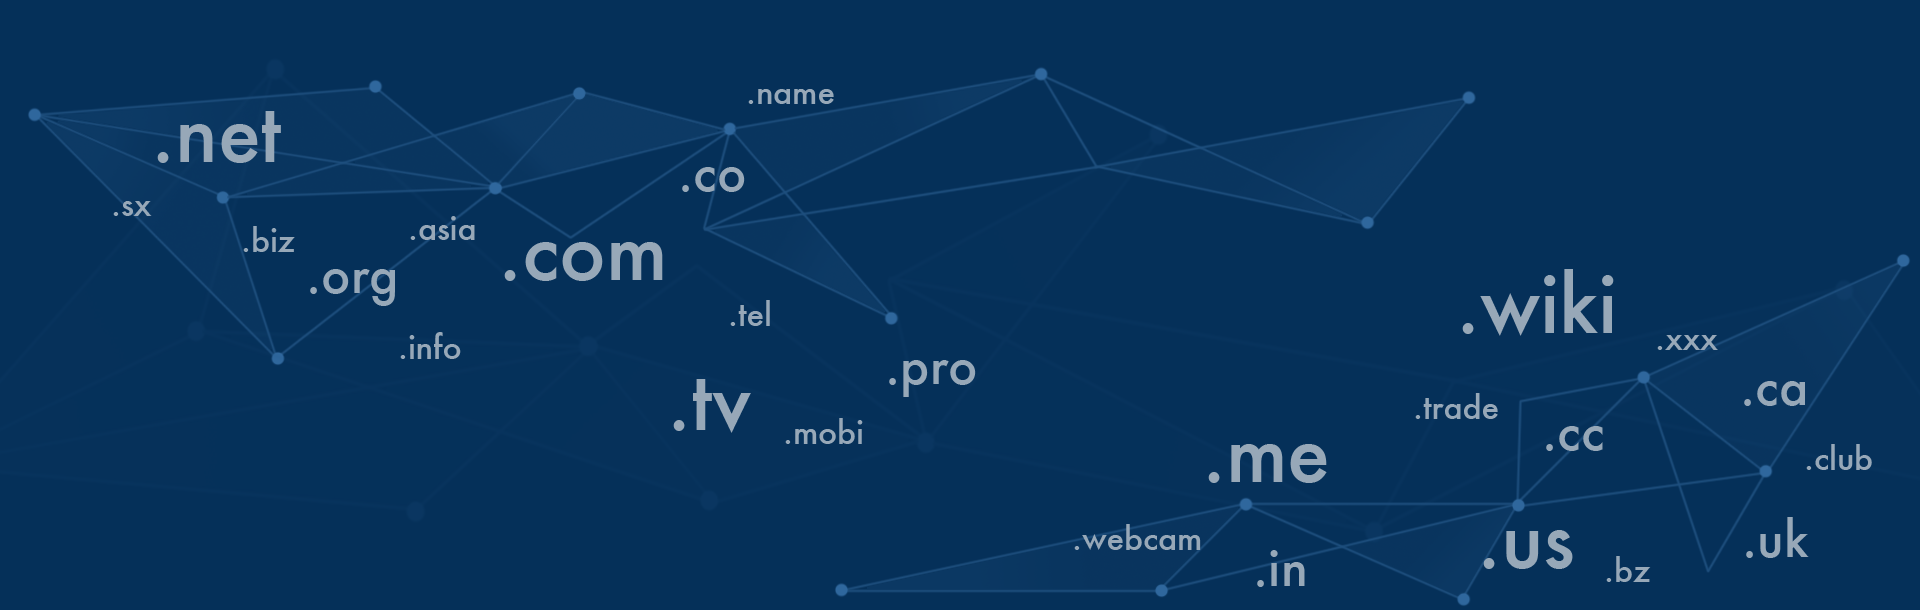 .name
.net
.co
.sx
.asia
.biz
.com
.org
.wiki
.tel
.xxx
.info
.pro
.ca
.tv
.trade
.mobi
.cc
.me
.club
.webcam
.us
.uk
.in
.bz